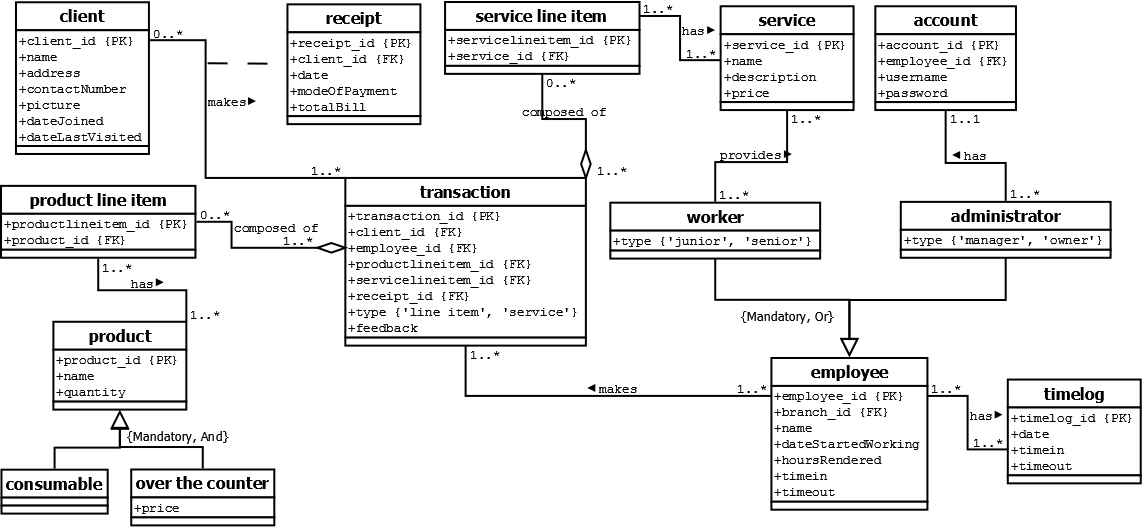 client
+client_id {PK}
+name
+address
+contactNumber
+picture
+dateJoined
+dateLastVisited
0..*
makes
1..*
receipt
+receipt_id {PK}
+client_id {FK}
+date
+modeOfPayment
+totalBill
service line item
+servicelineitem_id {PK}
+service_id {FK}
1..*
has
1..*
0..*
composed of
1..*
service
+service_id {PK}
+name
+description
+price
1..*
provides
1..*
account
+account_id {PK}
+employee_id {FK}
+username
+password
1..1
has
1..*
product line item
+productlineitem_id {PK}
+product_id {FK}
0..*
composed of
1..*
1..*
has
1..*
transaction
+transaction_id {PK}
+client_id {FK}
+employee_id {FK}
+productlineitem_id {FK}
+servicelineitem_id {FK}
+receipt_id {FK}
+type {'line item', 'service'}
+feedback
1..*
makes
1..*
worker
+type {'junior', 'senior'}
administrator
+type {'manager', 'owner'}
{Mandatory, Or}
product
+product_id {PK}
+name
+quantity
{Mandatory, And}
consumable
over the counter
+price
employee
+employee_id {PK}
+branch_id {FK}
+name
+dateStartedWorking
+hoursRendered
+timein
+timeout
1..*
has
1..*
timelog
+timelog_id {PK}
+date
+timein
+timeout